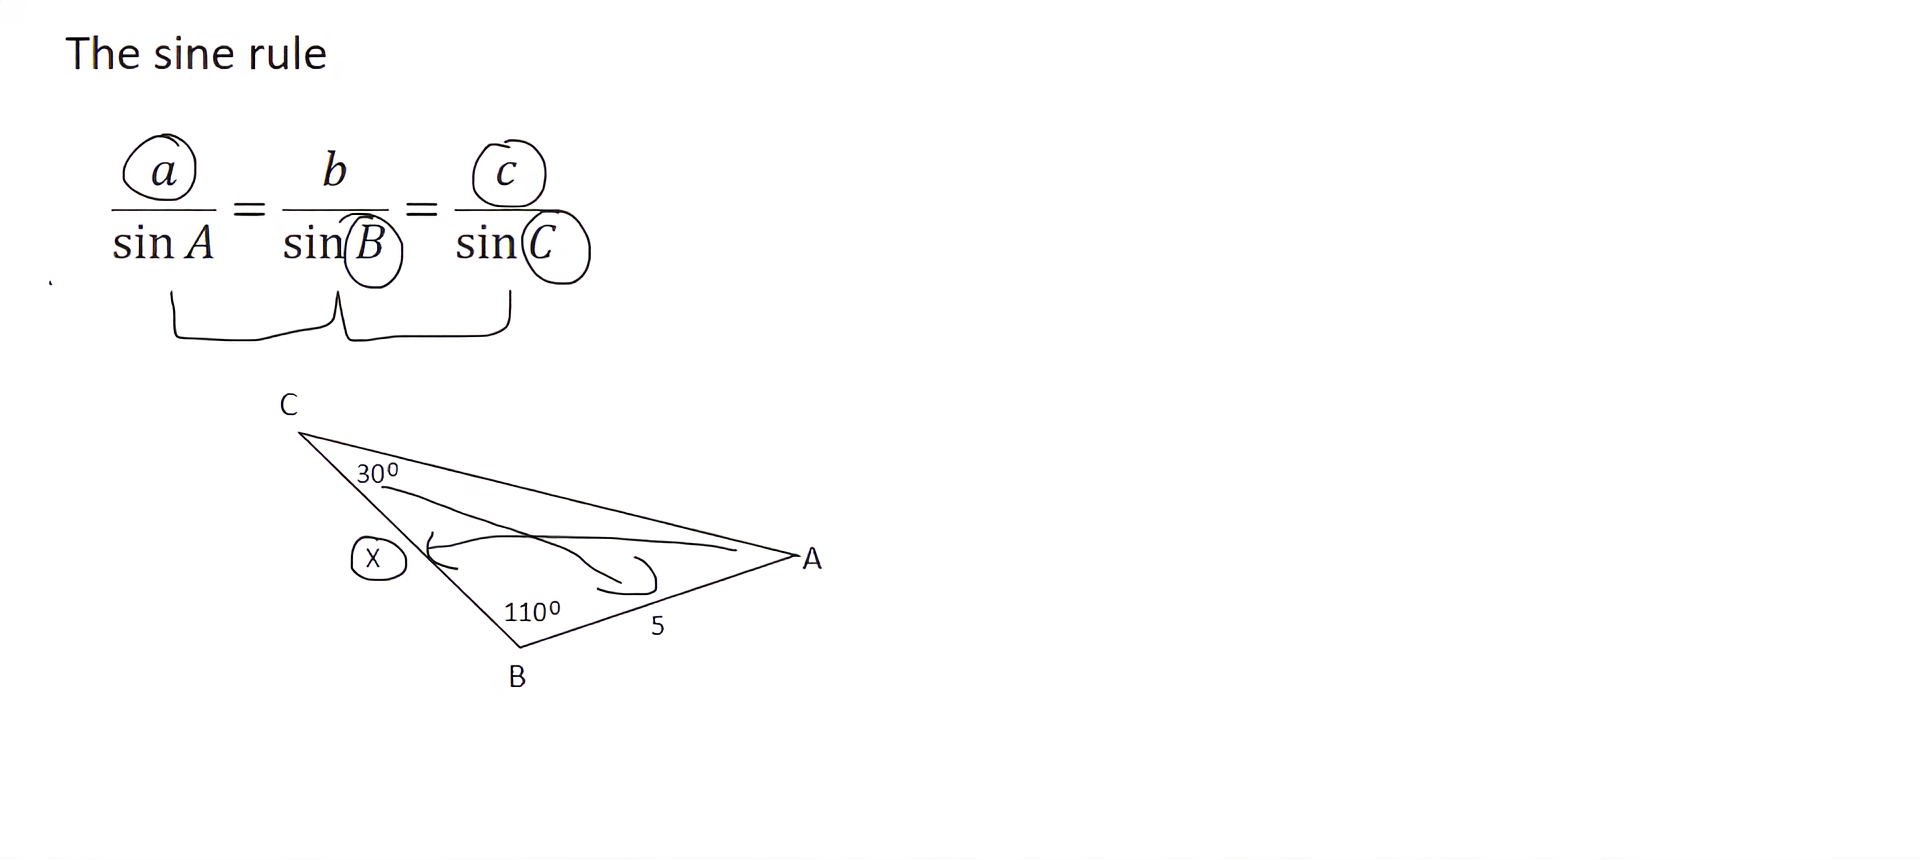 The sine rule
a/sin A = b/sin B = c/sin C
C
30⁰
X
A
110⁰
5
B